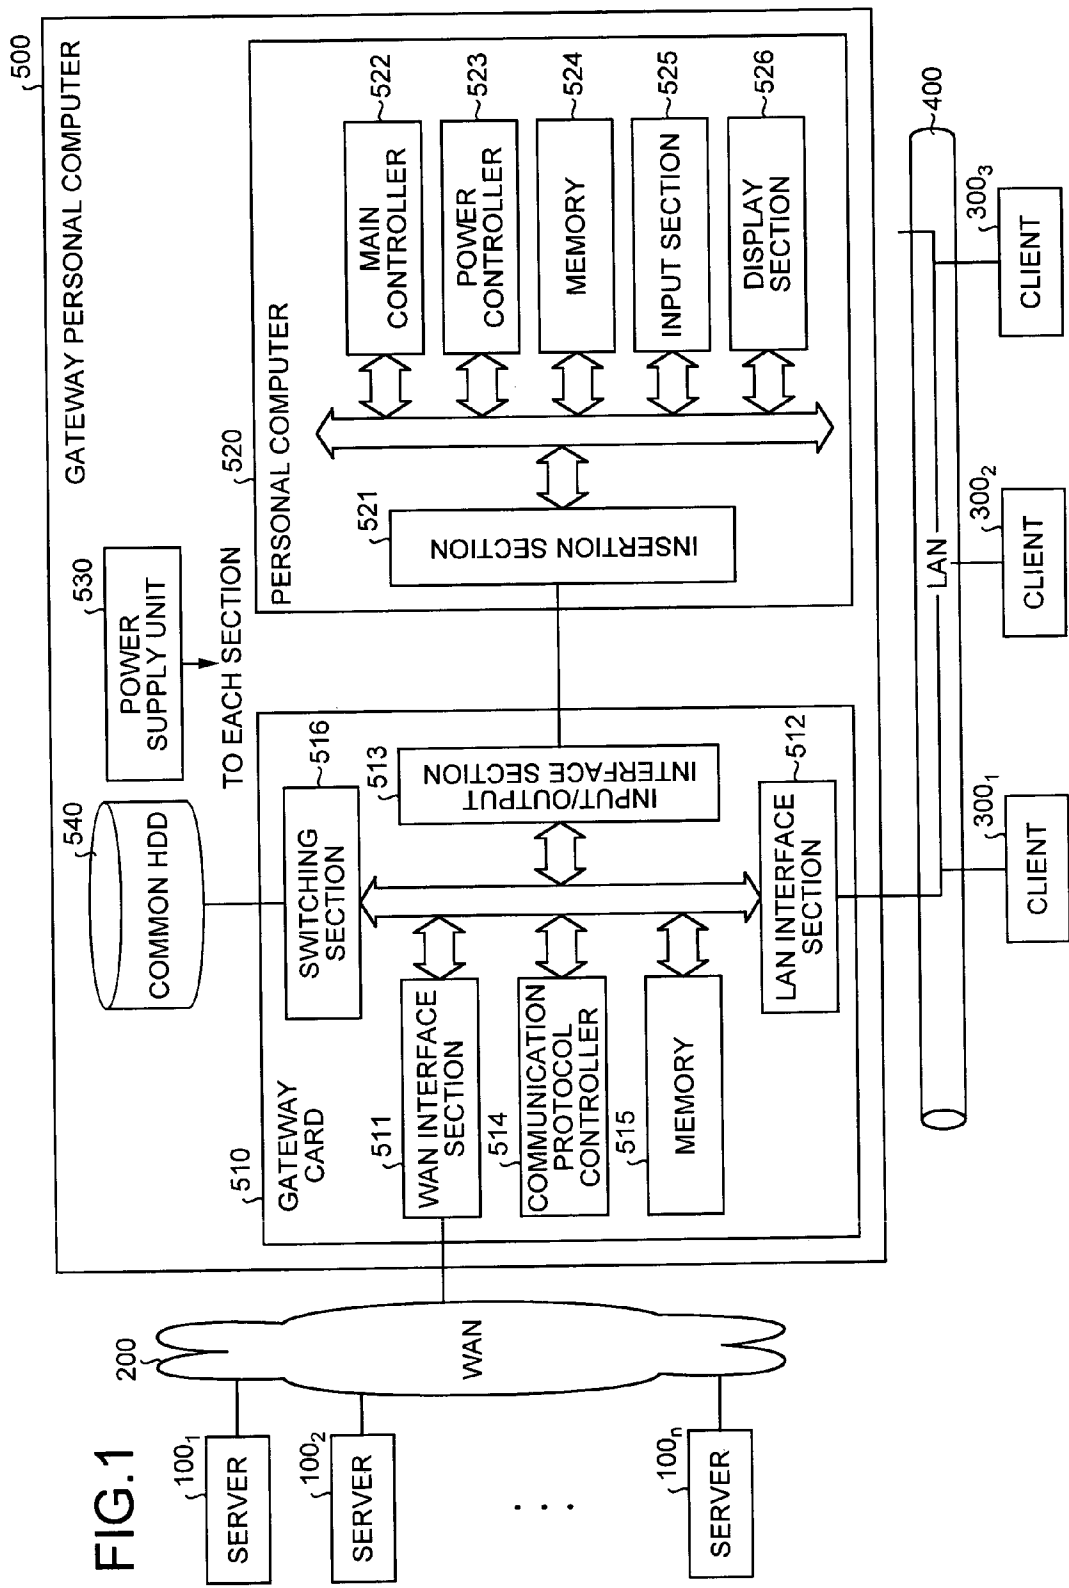 FIG.1
500
GATEWAY PERSONAL COMPUTER
540
COMMON HDD
530
POWER
SUPPLY UNIT
TO EACH SECTION
510
GATEWAY
CARD
516
SWITCHING
SECTION
511
WAN INTERFACE
SECTION
514
COMMUNICATION
PROTOCOL
CONTROLLER
515
MEMORY
513
INPUT/OUTPUT
INTERFACE SECTION
512
LAN INTERFACE
SECTION
520
PERSONAL COMPUTER
521
INSERTION SECTION
MAIN
CONTROLLER
522
POWER
CONTROLLER
523
MEMORY
524
INPUT SECTION
525
DISPLAY
SECTION
526
200
WAN
100₁
SERVER
100₂
SERVER
. . .
100ₙ
SERVER
400
LAN
300₁
CLIENT
300₂
CLIENT
300₃
CLIENT